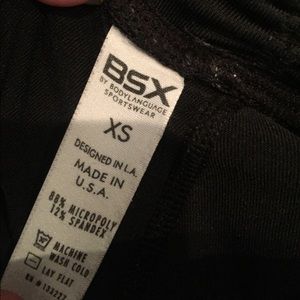 BSX
BY BODYLANGUAGE
SPORTSWEAR
XS
DESIGNED IN L.A.
MADE IN
U.S.A.
88% MICROPOLY
12% SPANDEX
MACHINE
WASH COLD
LAY FLAT